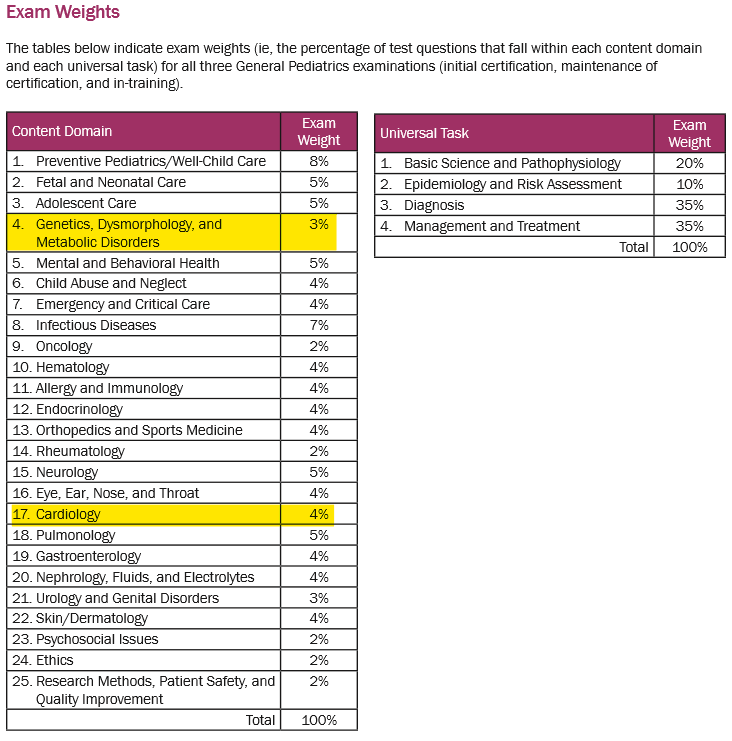 Exam Weights
The tables below indicate exam weights (ie, the percentage of test questions that fall within each content domain
and each universal task) for all three General Pediatrics examinations (initial certification, maintenance of
certification, and in-training).
Content Domain Exam Weight
1. Preventive Pediatrics/Well-Child Care 8%
2. Fetal and Neonatal Care 5%
3. Adolescent Care 5%
4. Genetics, Dysmorphology, and 3%
Metabolic Disorders
5. Mental and Behavioral Health 5%
6. Child Abuse and Neglect 4%
7. Emergency and Critical Care 4%
8. Infectious Diseases 7%
9. Oncology 2%
10. Hematology 4%
11. Allergy and Immunology 4%
12. Endocrinology 4%
13. Orthopedics and Sports Medicine 4%
14. Rheumatology 2%
15. Neurology 5%
16. Eye, Ear, Nose, and Throat 4%
17. Cardiology 4%
18. Pulmonology 5%
19. Gastroenterology 4%
20. Nephrology, Fluids, and Electrolytes 4%
21. Urology and Genital Disorders 3%
22. Skin/Dermatology 4%
23. Psychosocial Issues 2%
24. Ethics 2%
25. Research Methods, Patient Safety, and 2%
Quality Improvement
Total 100%
Universal Task Exam Weight
1. Basic Science and Pathophysiology 20%
2. Epidemiology and Risk Assessment 10%
3. Diagnosis 35%
4. Management and Treatment 35%
Total 100%